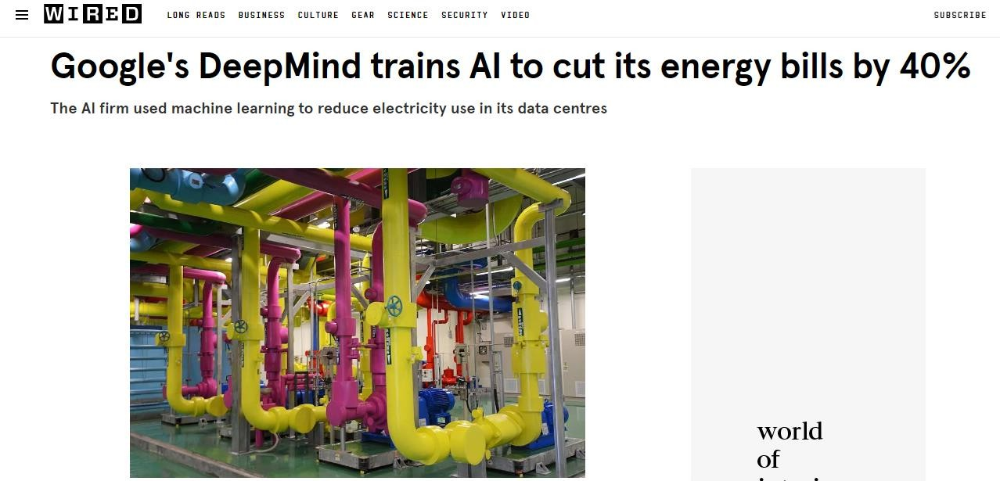 WIRED
LONG READS BUSINESS CULTURE GEAR SCIENCE SECURITY VIDEO
SUBSCRIBE
Google's DeepMind trains AI to cut its energy bills by 40%
The AI firm used machine learning to reduce electricity use in its data centres
world
of